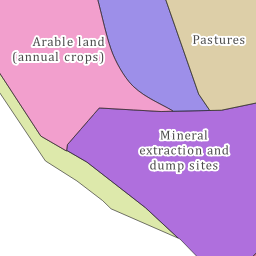 Arable land
(annual crops)
Pastures
Mineral
extraction and
dump sites